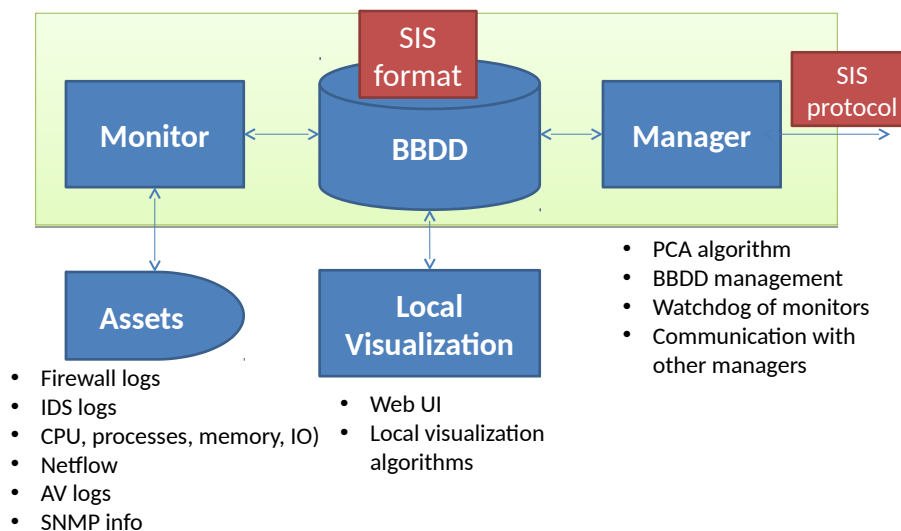 SIS
format
SIS
protocol
Monitor
BBDD
Manager
Assets
Local
Visualization
• PCA algorithm
• BBDD management
• Watchdog of monitors
• Communication with
other managers
• Firewall logs
• IDS logs
• CPU, processes, memory, IO)
• Netflow
• AV logs
• SNMP info
• Web UI
• Local visualization
algorithms